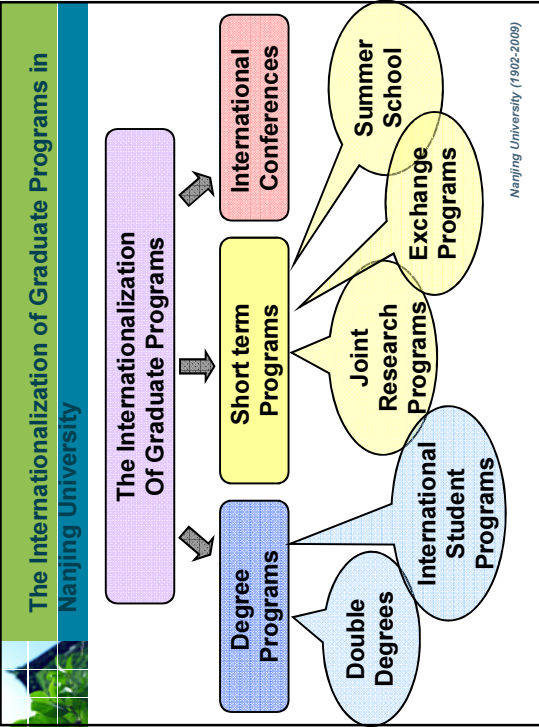 The Internationalization of Graduate Programs in
Nanjing University
The Internationalization
Of Graduate Programs
Degree
Programs
Short term
Programs
International
Conferences
Double
Degrees
International
Student
Programs
Joint
Research
Programs
Exchange
Programs
Summer
School
Nanjing University (1902-2009)